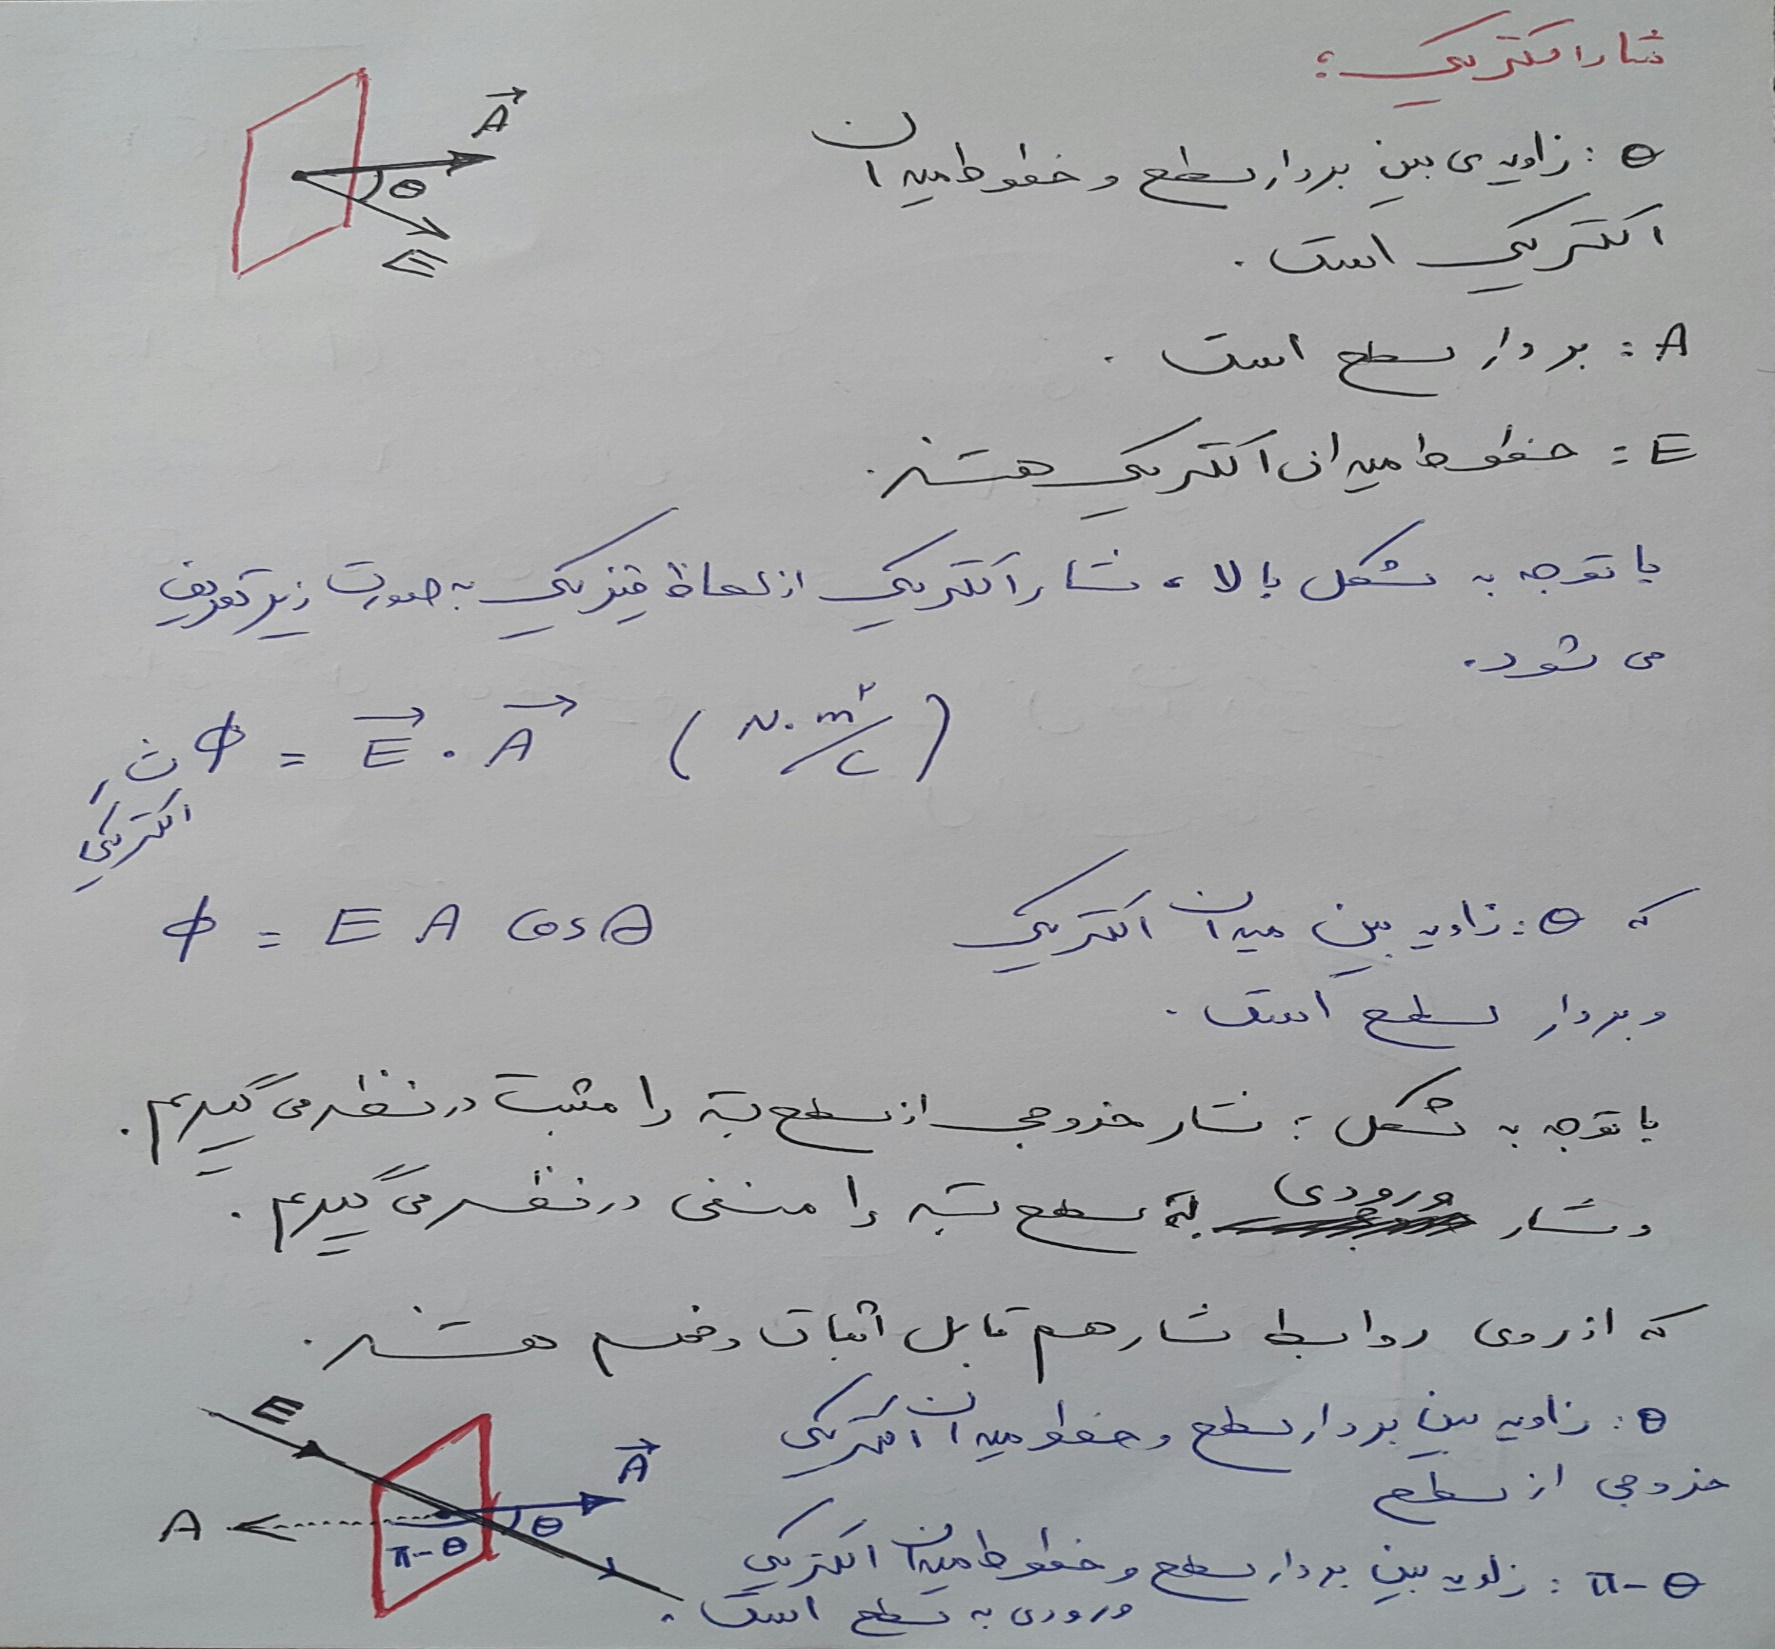 شار الکتریکی :
θ : زاویه ی بین بردار سطح و خطوط میدان
الکتریکی است .
A : بردار سطح است .
E : خطوط میدان الکتریکی هستند .
A
θ
E
با توجه به شکل بالا ، شار الکتریکی از لحاظ فیزیکی به صورت زیر تعریف
می شود .
ϕ شار الکتریکی = E . A ( N.m²/C )
که θ : زاویه بین میدان الکتریکی
و بردار سطح است .
ϕ = E A cos θ
با توجه به شکل ؛ شار خروجی از سطح بسته را مثبت در نظر می گیریم .
و شار ورودی به سطح بسته را منفی در نظر می گیریم .
که از روی روابط شار هم قابل اثبات و فهم هستند .
θ : زاویه بین بردار سطح و خطوط میدان الکتریکی
خروجی از سطح
π-θ : زاویه بین بردار سطح و خطوط میدان الکتریکی
ورودی به سطح است .
E
A
A
θ
π-θ